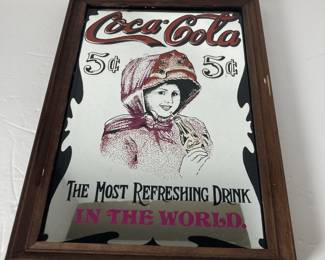 Coca-Cola
5¢ 5¢
THE MOST REFRESHING DRINK
IN THE WORLD.